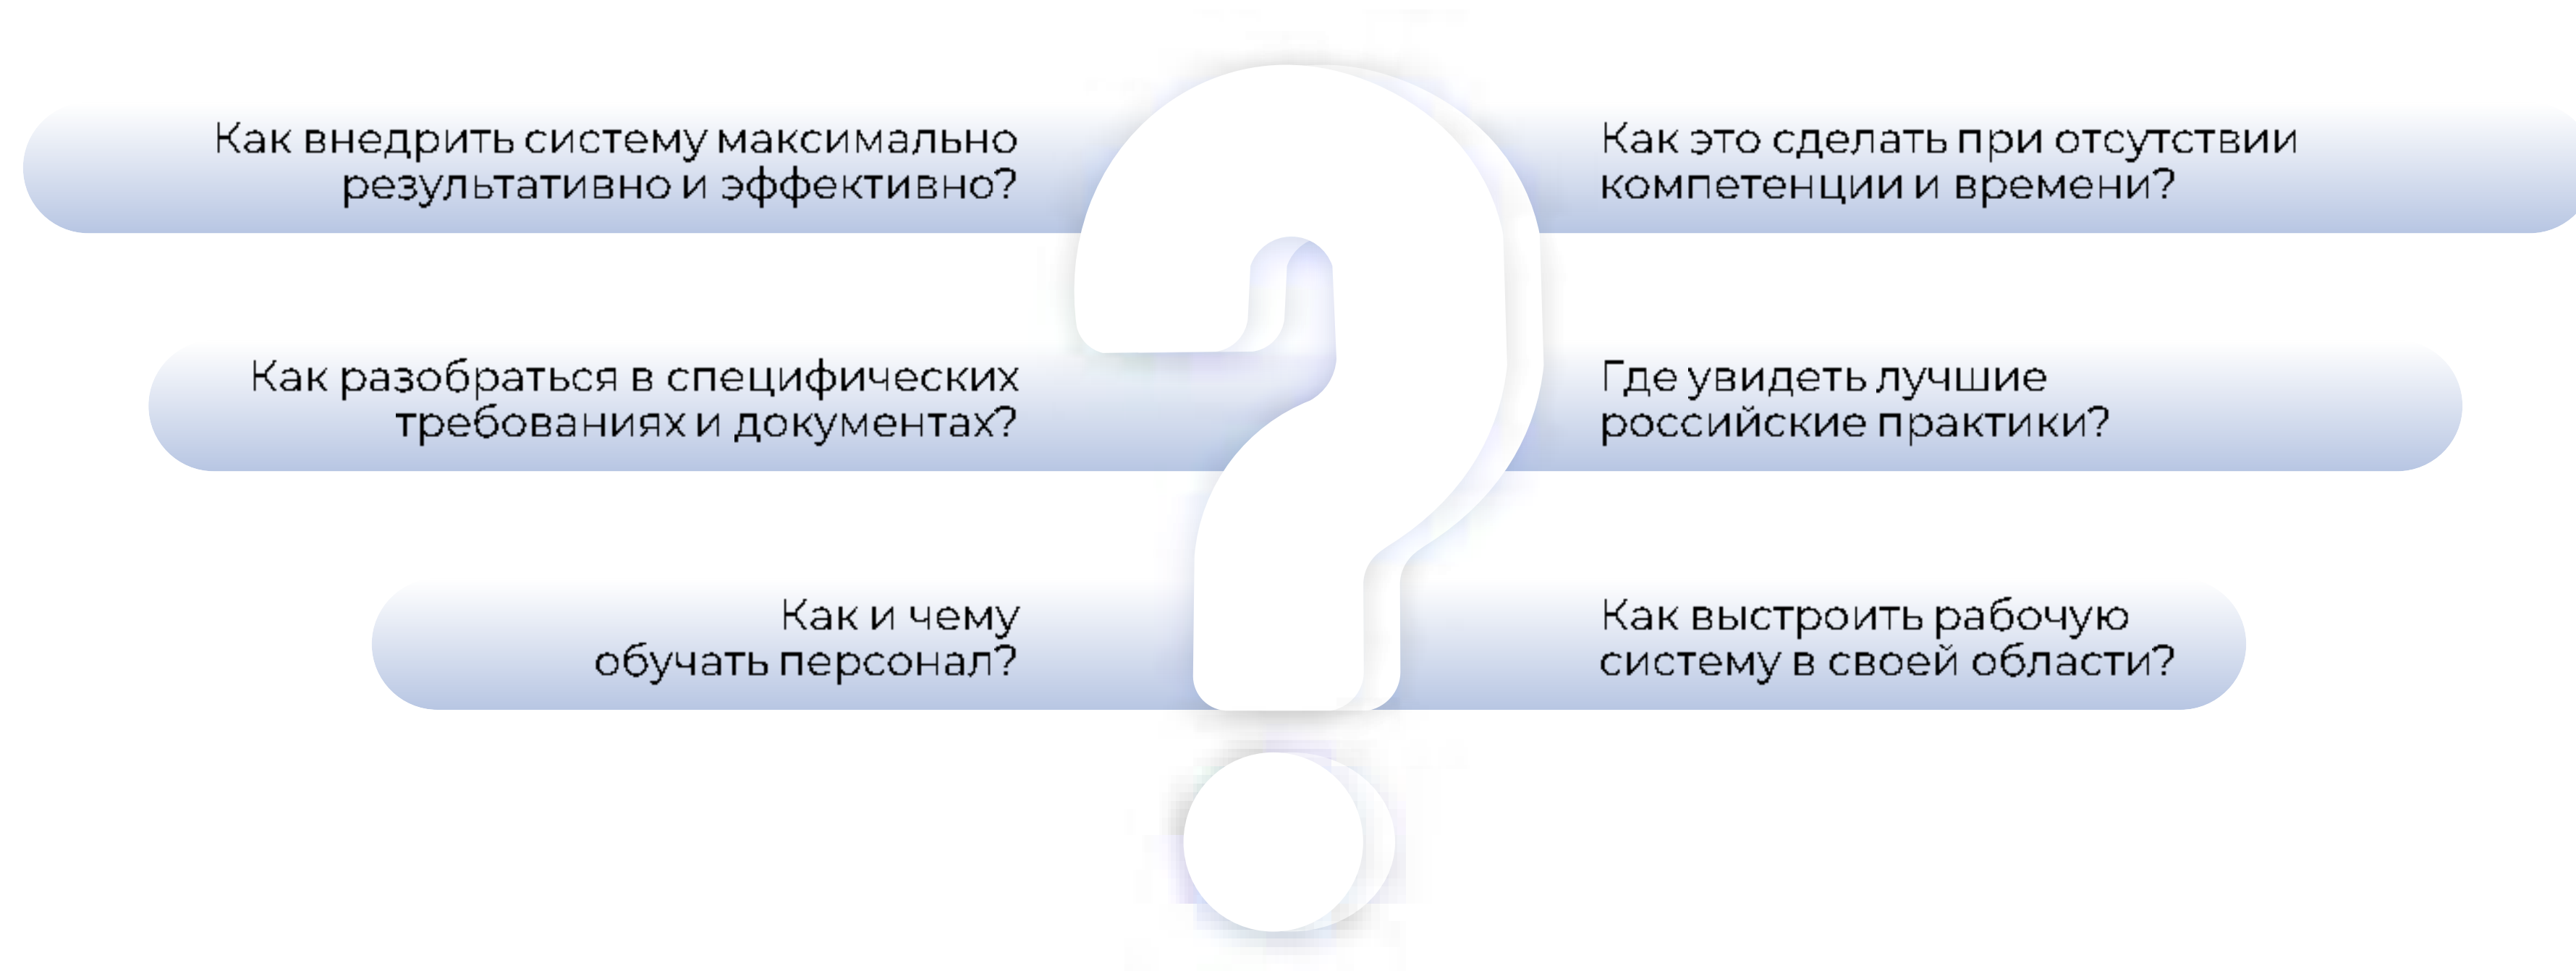 Как внедрить систему максимально
результативно и эффективно?
Как это сделать при отсутствии
компетенции и времени?
Как разобраться в специфических
требованиях и документах?
Где увидеть лучшие
российские практики?
Как и чему
обучать персонал?
Как выстроить рабочую
систему в своей области?